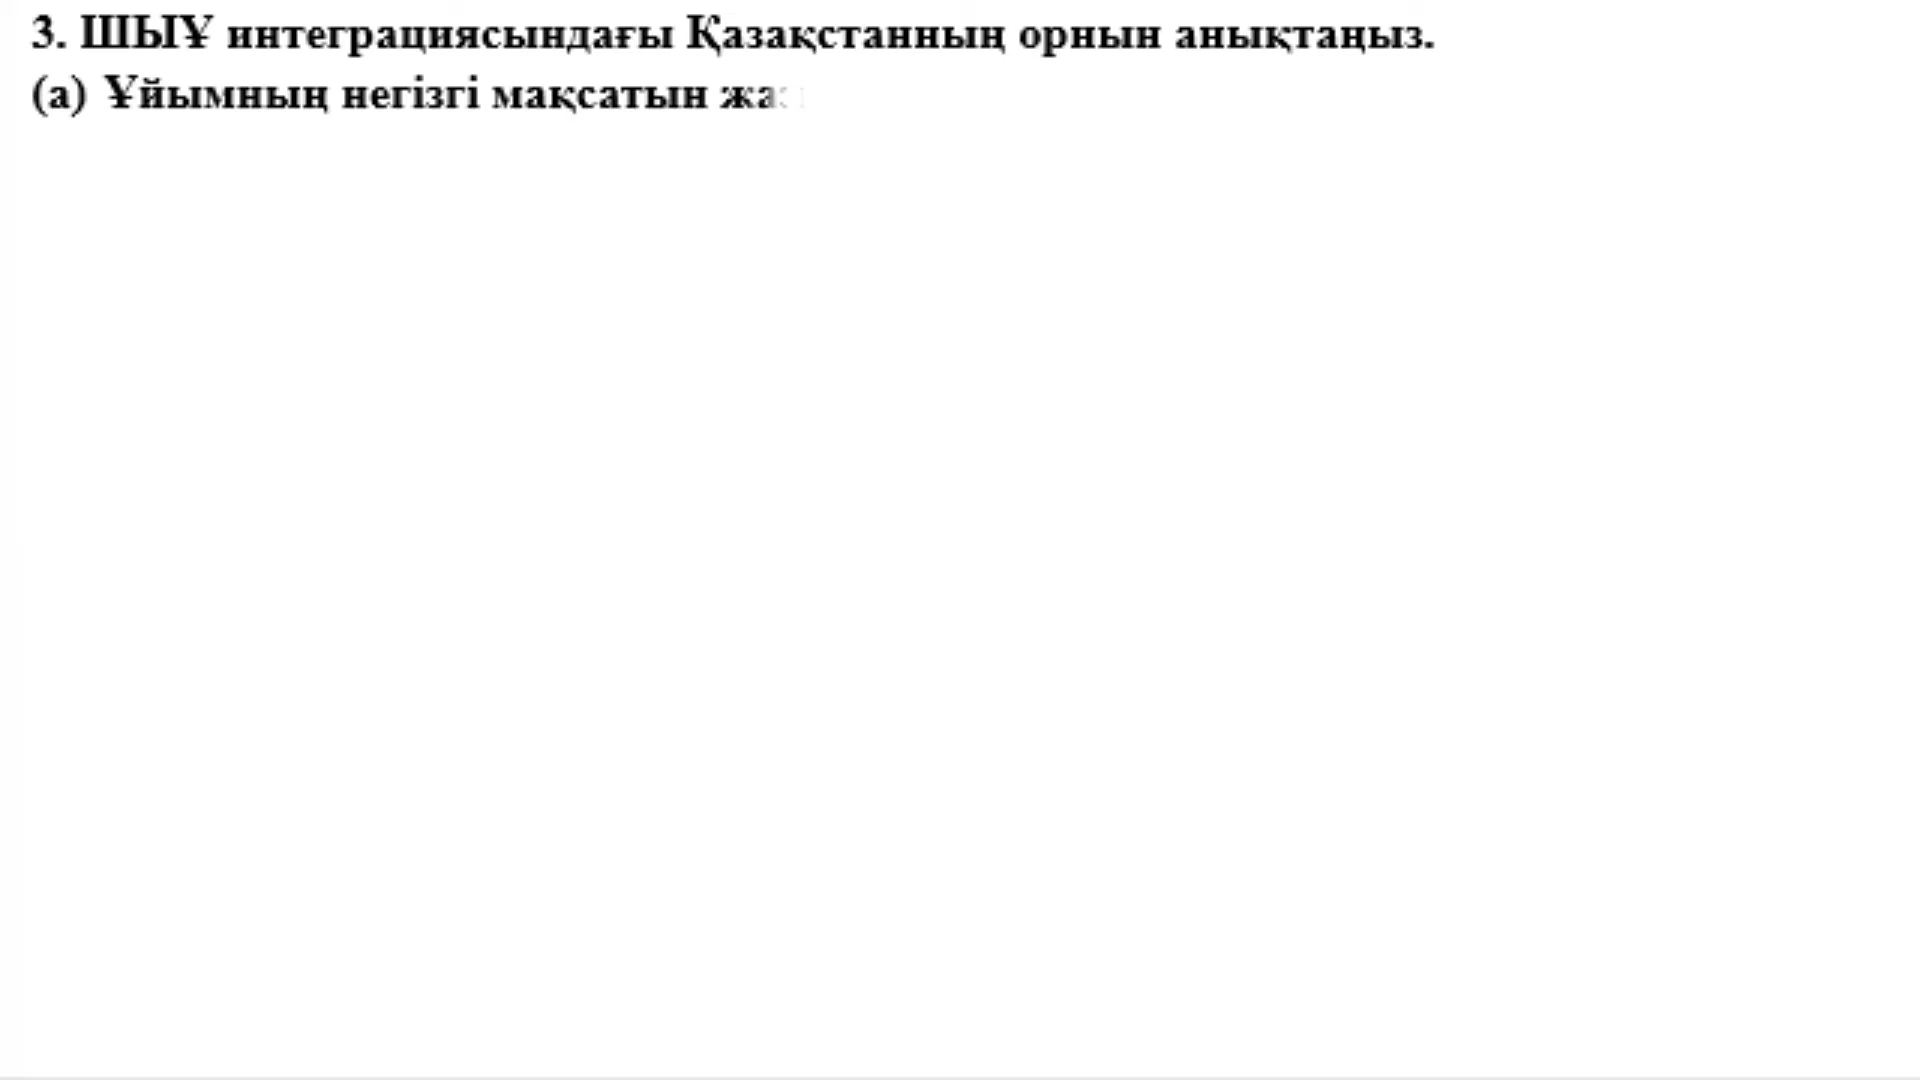 3. ШЫҰ интеграциясындағы Қазақстанның орнын анықтаңыз.
(а) Ұйымның негізгі мақсатын